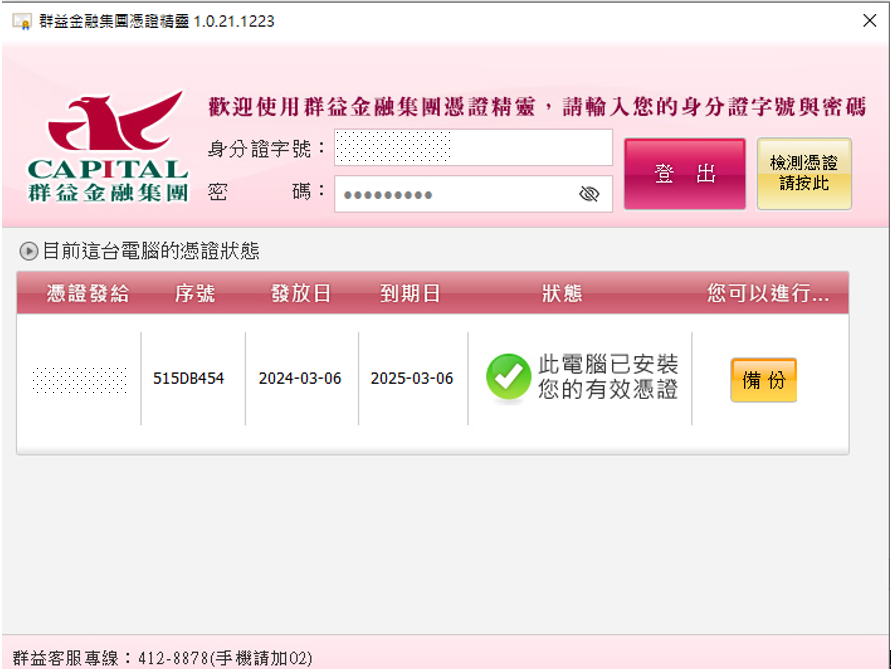 群益金融集團憑證精靈 1.0.21.1223
歡迎使用群益金融集團憑證精靈，請輸入您的身分證字號與密碼
CAPITAL
群益金融集團
身分證字號：
密 碼：
●●●●●●●●●
登 出
檢測憑證
請按此
目前這台電腦的憑證狀態
憑證發給 序號 發放日 到期日 狀態 您可以進行...
515DB454 2024-03-06 2025-03-06
此電腦已安裝
您的有效憑證
備 份
群益客服專線：412-8878(手機請加02)